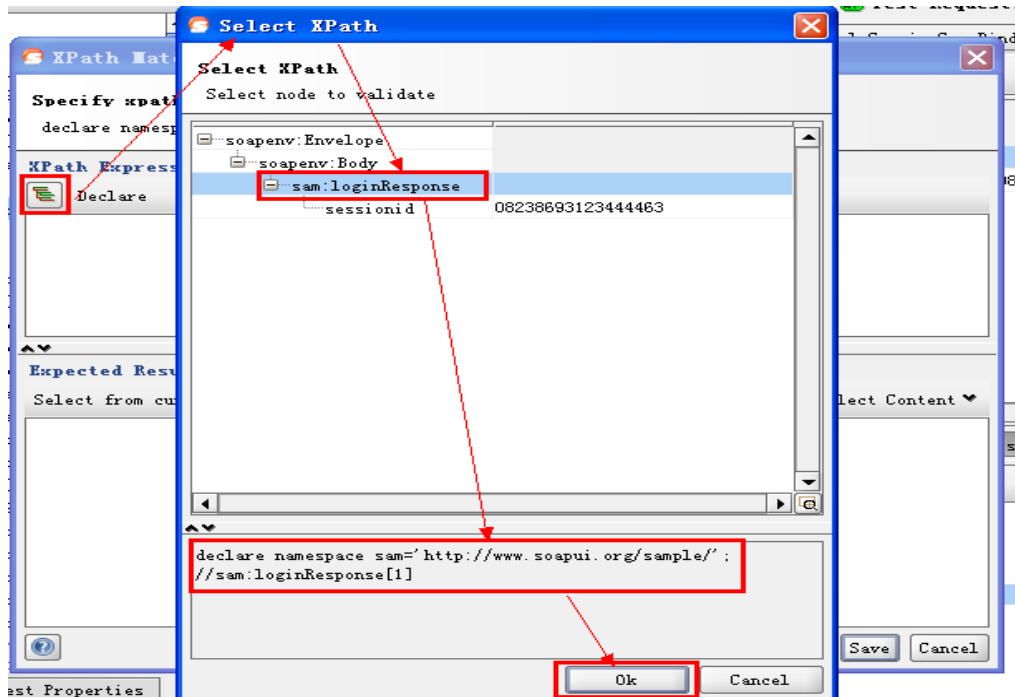 Select XPath
XPath Mat
Select XPath
Select node to validate
Specify xpath
declare namesp
soapenv:Envelope
soapenv:Body
XPath Express
sam:loginResponse
Declare
sessionid 08238693123444463
Expected Resu
Select from cu
lect Content
declare namespace sam='http://www.soapui.org/sample/';
//sam:loginResponse[1]
Save Cancel
Ok Cancel
est Properties